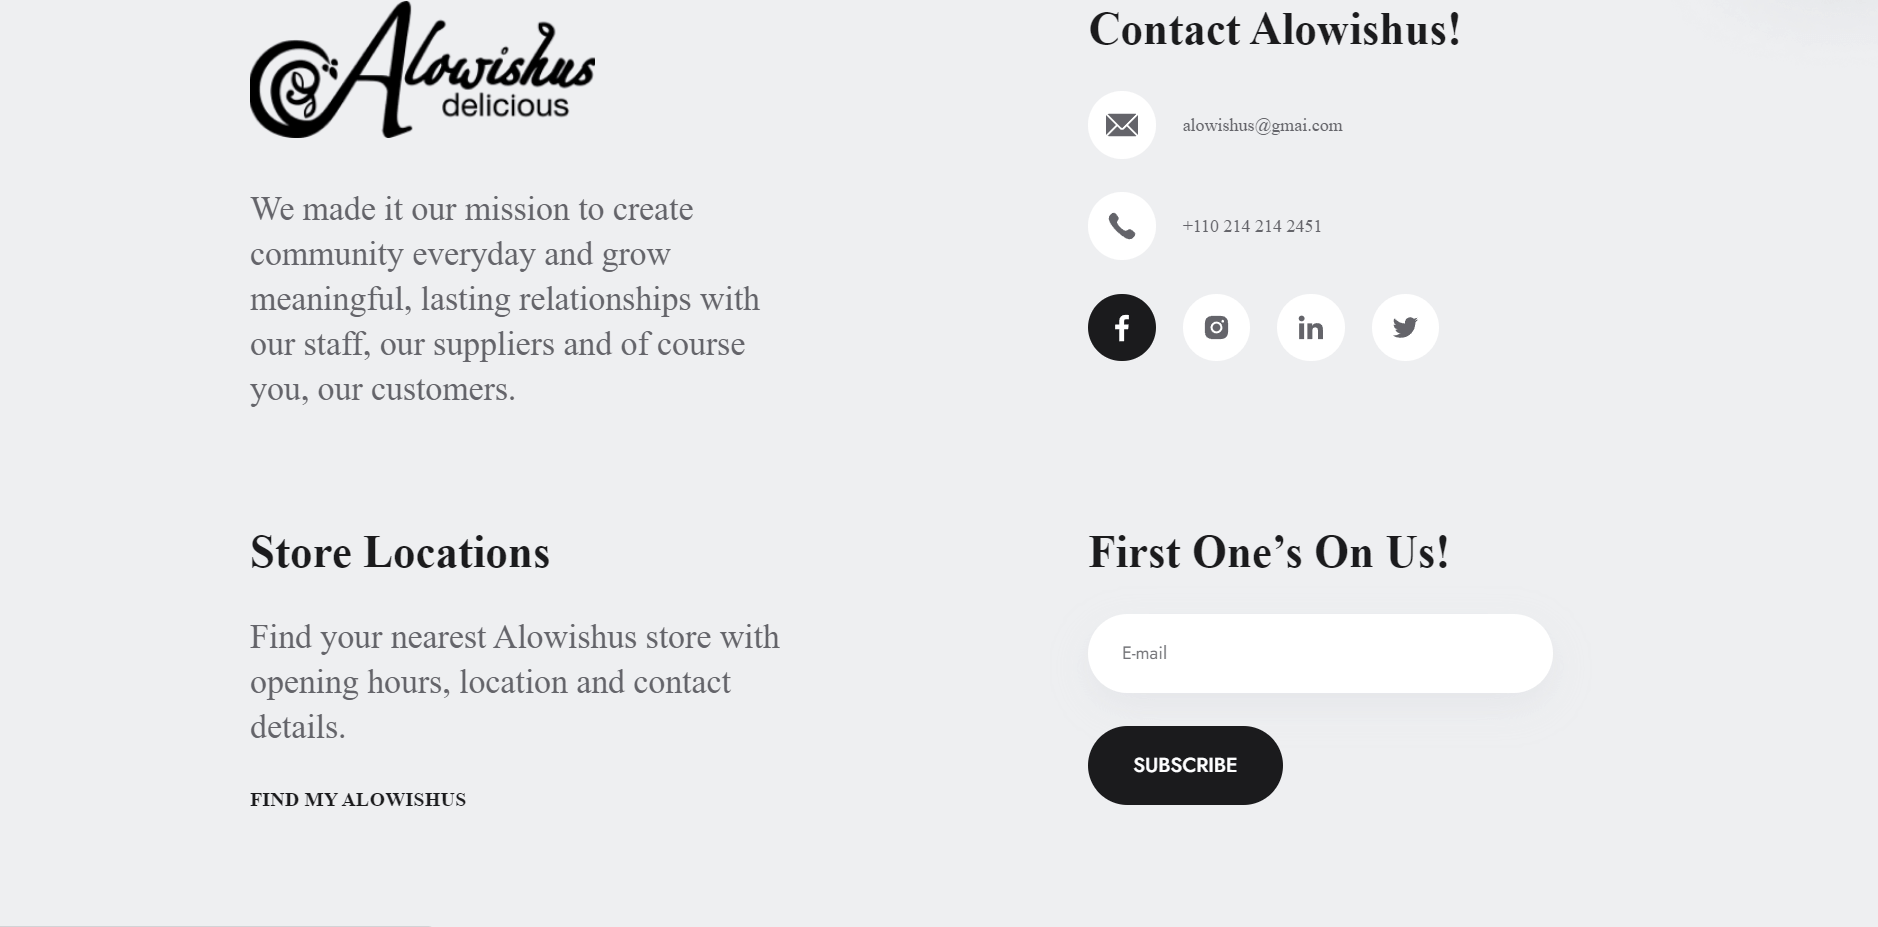 Alowishus
delicious
We made it our mission to create
community everyday and grow
meaningful, lasting relationships with
our staff, our suppliers and of course
you, our customers.
Contact Alowishus!
alowishus@gmai.com
+110 214 214 2451
Store Locations
Find your nearest Alowishus store with
opening hours, location and contact
details.
FIND MY ALOWISHUS
First One’s On Us!
E-mail
SUBSCRIBE